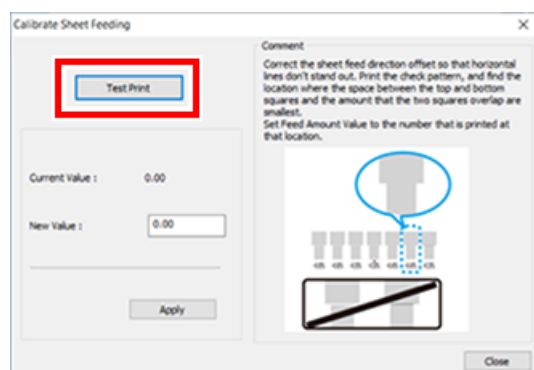 Calibrate Sheet Feeding
Test Print
Current Value :
0.00
New Value :
0.00
Apply
Comment
Correct the sheet feed direction offset so that horizontal
lines don't stand out. Print the check pattern, and find the
location where the space between the top and bottom
squares and the amount that the two squares overlap are
smallest.
Set Feed Amount Value to the number that is printed at
that location.
Close